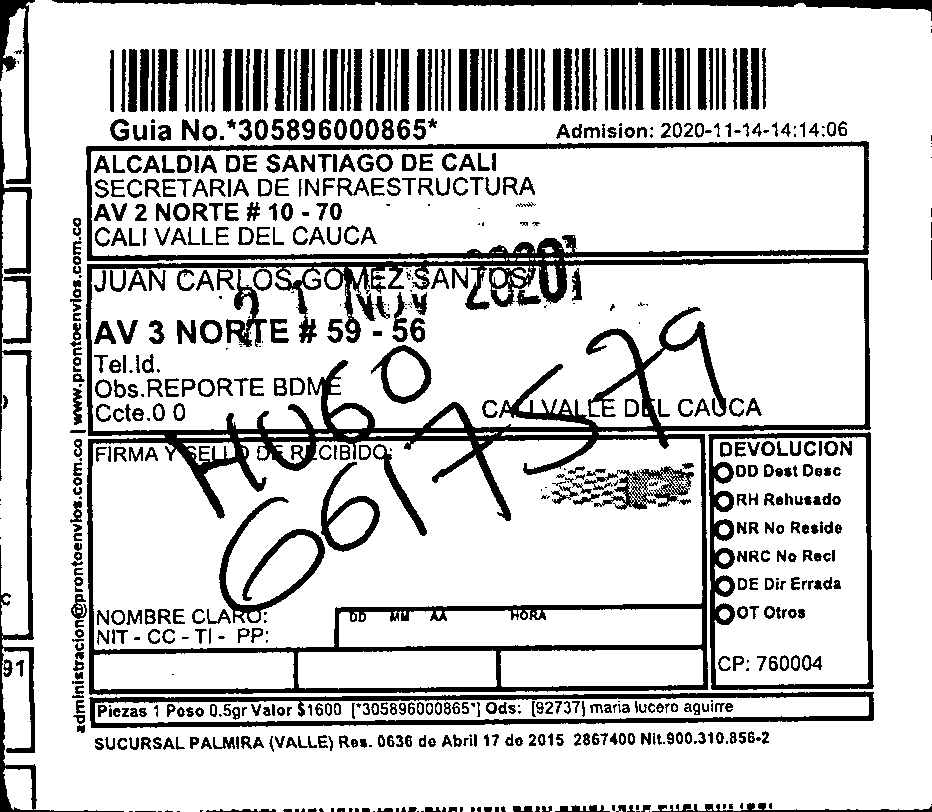 Guia No.*305896000865*
Admision: 2020-11-14-14:14:06
ALCALDIA DE SANTIAGO DE CALI
SECRETARIA DE INFRAESTRUCTURA
AV 2 NORTE # 10 - 70
CALI VALLE DEL CAUCA
JUAN CARLOS GOMEZ SANTOS
21 NOV 2020
AV 3 NORTE # 59 - 56
Tel.Id.
Obs.REPORTE BDME
Ccte.0 0
CALI VALLE DEL CAUCA
HUGO
6617579
FIRMA Y SELLO DE RECIBIDO:
NOMBRE CLARO:
NIT - CC - TI - PP:
DD MM AA HORA
DEVOLUCION
DD Dest Desc
RH Rehusado
NR No Reside
NRC No Recl
DE Dir Errada
OT Otros
CP: 760004
Piezas 1 Peso 0.5gr Valor $1600 [*305896000865*] Ods: [92737] maria lucero aguirre
SUCURSAL PALMIRA (VALLE) Res. 0636 de Abril 17 de 2015 2867400 Nit.900.310.856-2
administracion@prontoenvios.com.co | www.prontoenvios.com.co
91